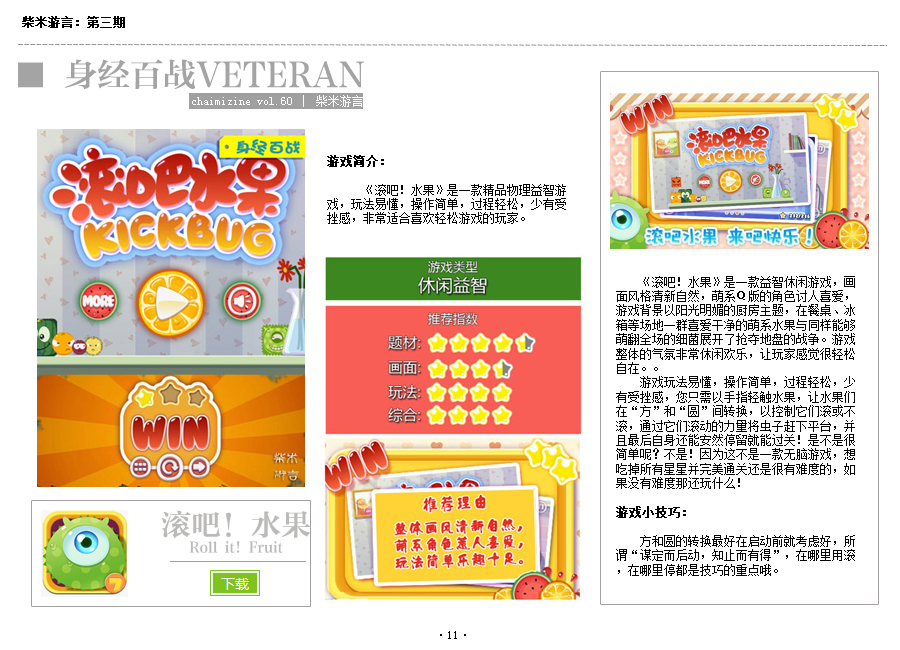 柴米游言：第三期
身经百战VETERAN
chaimizine vol.60 | 柴米游言
·身经百战
滚吧水果
KICKBUG
MORE
WIN
柴米
游言
滚吧！水果
Roll it! Fruit
下载
游戏简介：
《滚吧！水果》是一款精品物理益智游
戏，玩法易懂，操作简单，过程轻松，少有受
挫感，非常适合喜欢轻松游戏的玩家。
游戏类型
休闲益智
推荐指数
题材：
画面：
玩法：
综合：
WIN
推荐理由
整体画风清新自然，
萌系角色惹人喜爱，
玩法简单乐趣十足。
WIN
滚吧水果
KICKBUG
滚吧水果 来吧快乐！
《滚吧！水果》是一款益智休闲游戏，画
面风格清新自然，萌系Q版的角色讨人喜爱，
游戏背景以阳光明媚的厨房主题，在餐桌、冰
箱等场地一群喜爱干净的萌系水果与同样能够
萌翻全场的细菌展开了抢夺地盘的战争。游戏
整体的气氛非常休闲欢乐，让玩家感觉很轻松
自在。。
游戏玩法易懂，操作简单，过程轻松，少
有受挫感，您只需以手指轻触水果，让水果们
在“方”和“圆”间转换，以控制它们滚或不
滚，通过它们滚动的力量将虫子赶下平台，并
且最后自身还能安然停留就能过关！是不是很
简单呢？不是！因为这不是一款无脑游戏，想
吃掉所有星星并完美通关还是很有难度的，如
果没有难度那还玩什么！
游戏小技巧：
方和圆的转换最好在启动前就考虑好，所
谓“谋定而后动，知止而有得”，在哪里用滚
，在哪里停都是技巧的重点哦。
·11·